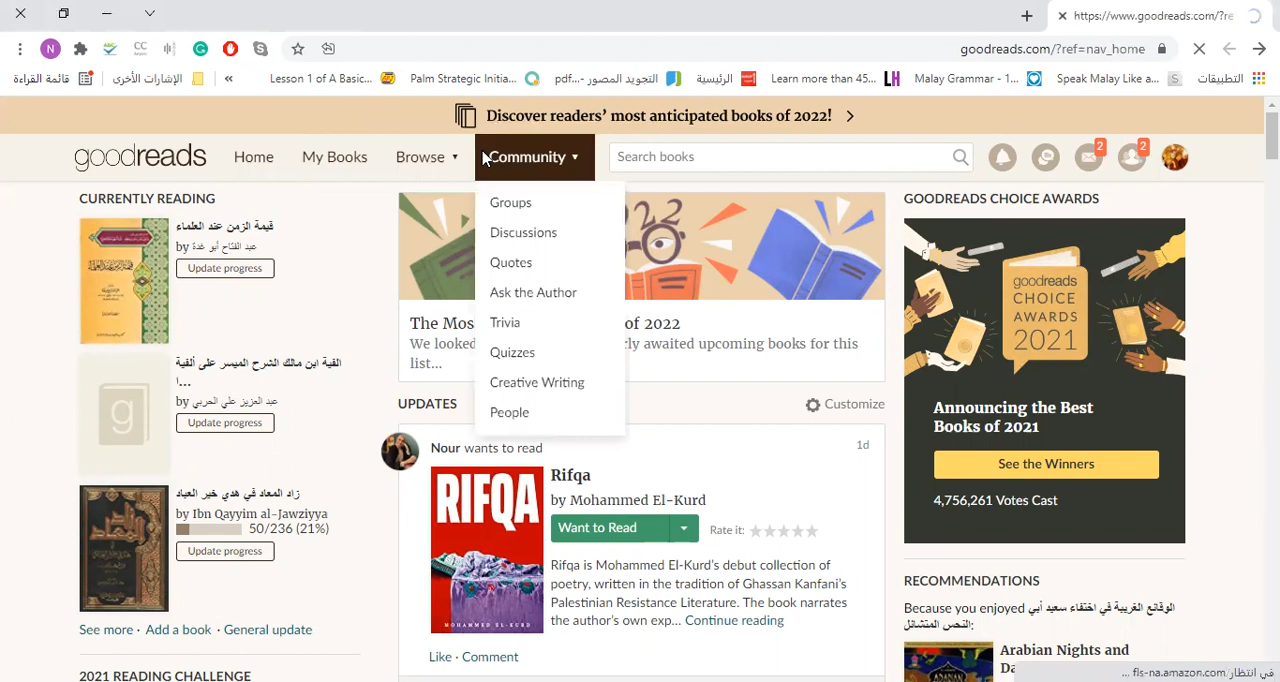 https://www.goodreads.com/?re
N
CC
goodreads.com/?ref=nav_home
قائمة القراءة
الإشارات الأخرى
»
Lesson 1 of A Basic...
Palm Strategic Initia...
التجويد المصور -...pdf
الرئيسية
Learn more than 45...
LH
Malay Grammar - 1...
Speak Malay Like a...
S
التطبيقات
Discover readers’ most anticipated books of 2022!
goodreads
Home
My Books
Browse ▾
Community ▾
Search books
2
2
Groups
Discussions
Quotes
Ask the Author
Trivia
Quizzes
Creative Writing
People
CURRENTLY READING
قيمة الزمن عند العلماء
by عبد الفتاح أبو غدة
Update progress
g
الفية ابن مالك الشرح الميسر على ألفية
ا...
by عبد العزيز علي الحربي
Update progress
زاد المعاد في هدي خير العباد
by Ibn Qayyim al-Jawziyya
50/236 (21%)
Update progress
See more · Add a book · General update
2021 READING CHALLENGE
22
The Mos
of 2022
We looked
rly awaited upcoming books for this
list...
UPDATES
Customize
Nour wants to read
1d
RIFQA
MOHAMMED EL-KURD
Rifqa
by Mohammed El-Kurd
Want to Read
Rate it:
Rifqa is Mohammed El-Kurd’s debut collection of
poetry, written in the tradition of Ghassan Kanfani’s
Palestinian Resistance Literature. The book narrates
the author’s own exp... Continue reading
Like · Comment
GOODREADS CHOICE AWARDS
goodreads
CHOICE
AWARDS
2021
Announcing the Best
Books of 2021
See the Winners
4,756,261 Votes Cast
RECOMMENDATIONS
Because you enjoyed الوقائع الغريبة في اختفاء سعيد أبي
النحس المتشائل:
Arabian Nights and
Da
في انتظار fls-na.amazon.com/...